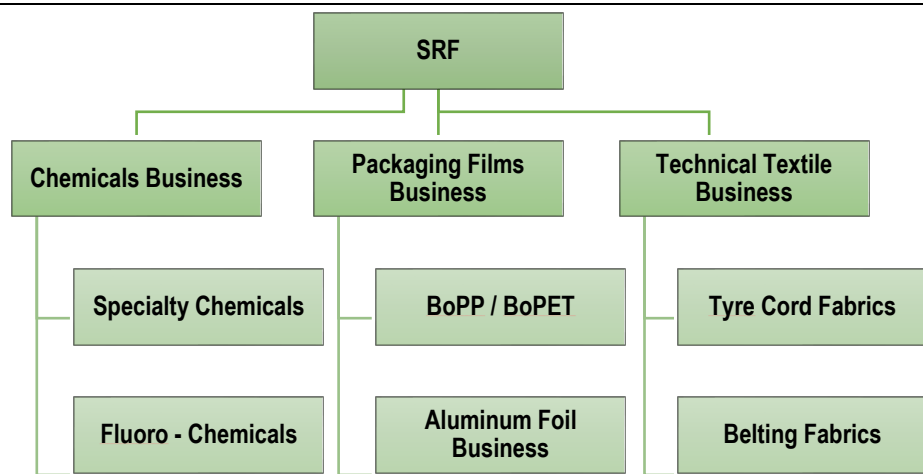 SRF
Chemicals Business
Packaging Films
Business
Technical Textile
Business
Specialty Chemicals
BoPP / BoPET
Tyre Cord Fabrics
Fluoro - Chemicals
Aluminum Foil
Business
Belting Fabrics